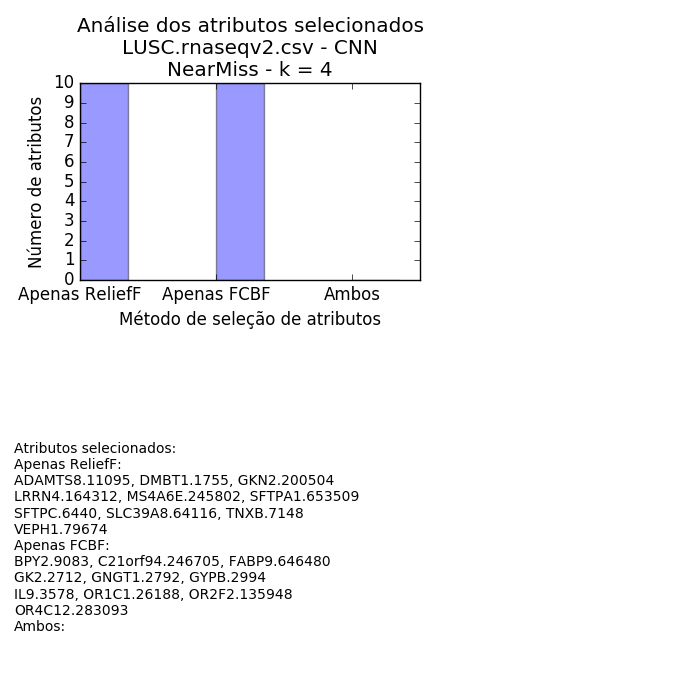 Análise dos atributos selecionados
LUSC.rnaseqv2.csv - CNN
NearMiss - k = 4
Número de atributos
10
9
8
7
6
5
4
3
2
1
0
Apenas ReliefF
Apenas FCBF
Ambos
Método de seleção de atributos
Atributos selecionados:
Apenas ReliefF:
ADAMTS8.11095, DMBT1.1755, GKN2.200504
LRRN4.164312, MS4A6E.245802, SFTPA1.653509
SFTPC.6440, SLC39A8.64116, TNXB.7148
VEPH1.79674
Apenas FCBF:
BPY2.9083, C21orf94.246705, FABP9.646480
GK2.2712, GNGT1.2792, GYPB.2994
IL9.3578, OR1C1.26188, OR2F2.135948
OR4C12.283093
Ambos: